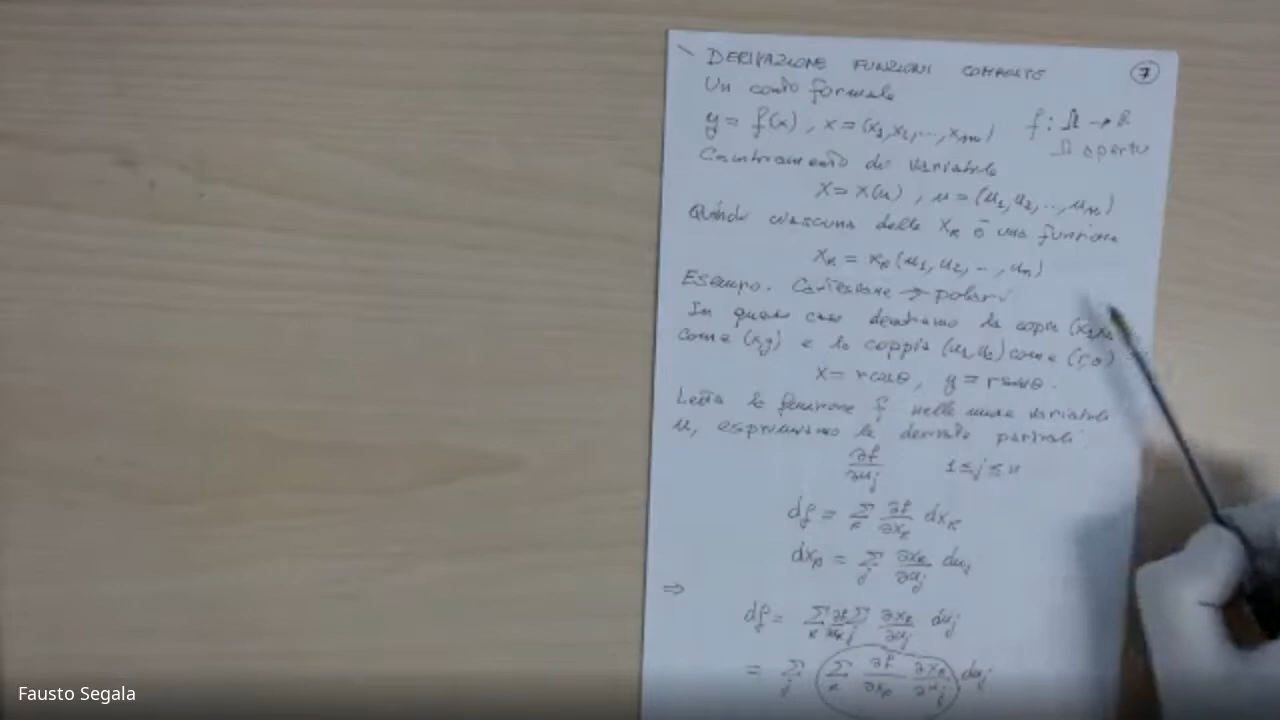 DERIVAZIONE FUNZIONI COMPOSTE
7
Un conto formale
y = f(x), x = (x₁, x₂, ..., xₘ) f: Ω → R
Ω aperto
Cambiamento di variabile
x = x(u), u = (u₁, u₂, ..., uₙ)
Quindi ciascuna delle xₖ è una funzione
xₖ = xₖ(u₁, u₂, ..., uₙ)
Esempio. Cartesiane → polari
In questo caso denotiamo la coppia (x₁, x₂)
come (x, y) e la coppia (u₁, u₂) come (r, θ)
x = r cos θ, y = r sen θ.
Letta la funzione f nelle nuove variabili
u, esprimiamo le derivate parziali
∂f/∂uⱼ 1 ≤ j ≤ n
df = Σₖ ∂f/∂xₖ dxₖ
dxₖ = Σⱼ ∂xₖ/∂uⱼ duⱼ
⇒
df = Σₖ ∂f/∂xₖ Σⱼ ∂xₖ/∂uⱼ duⱼ
= Σⱼ Σₖ ∂f/∂xₖ ∂xₖ/∂uⱼ duⱼ
Fausto Segala